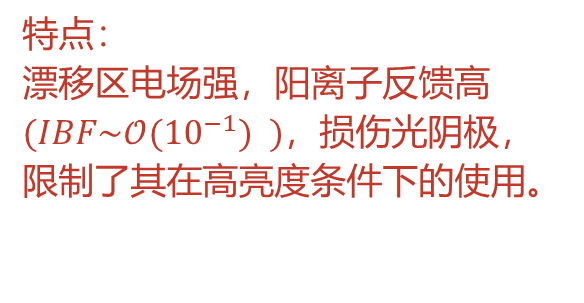 特点：
漂移区电场强，阳离子反馈高
(IBF~𝒪(10⁻¹) )，损伤光阴极，
限制了其在高亮度条件下的使用。